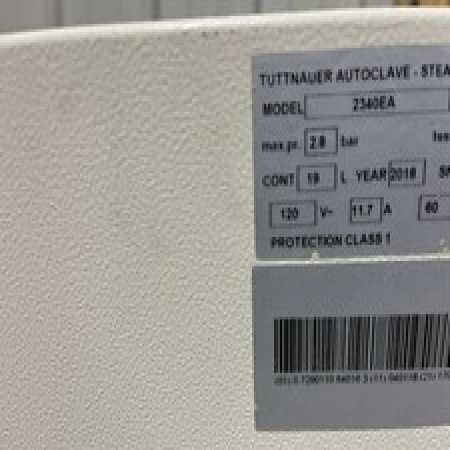 TUTTNAUER AUTOCLAVE - STEA
MODEL 2340EA
max.pr. 2.8 bar
CONT 19 L YEAR 2018 SN
120 V~ 11.7 A 60
PROTECTION CLASS 1